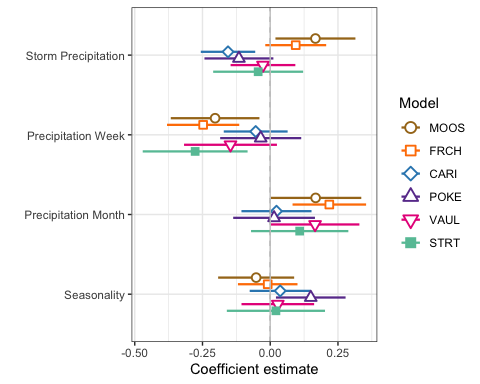 Storm Precipitation
Precipitation Week
Precipitation Month
Seasonality
-0.50
-0.25
0.00
0.25
Coefficient estimate
Model
MOOS
FRCH
CARI
POKE
VAUL
STRT